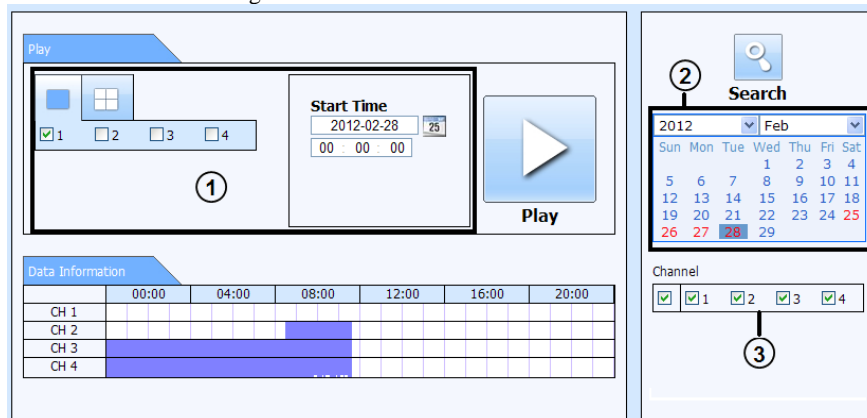 Play
1 2 3 4
Start Time
2012-02-28 25
00 : 00 : 00
①
Play
Data Information
00:00 04:00 08:00 12:00 16:00 20:00
CH 1
CH 2
CH 3
CH 4
②
Search
2012 Feb
Sun Mon Tue Wed Thu Fri Sat
1 2 3 4
5 6 7 8 9 10 11
12 13 14 15 16 17 18
19 20 21 22 23 24 25
26 27 28 29
Channel
1 2 3 4
③